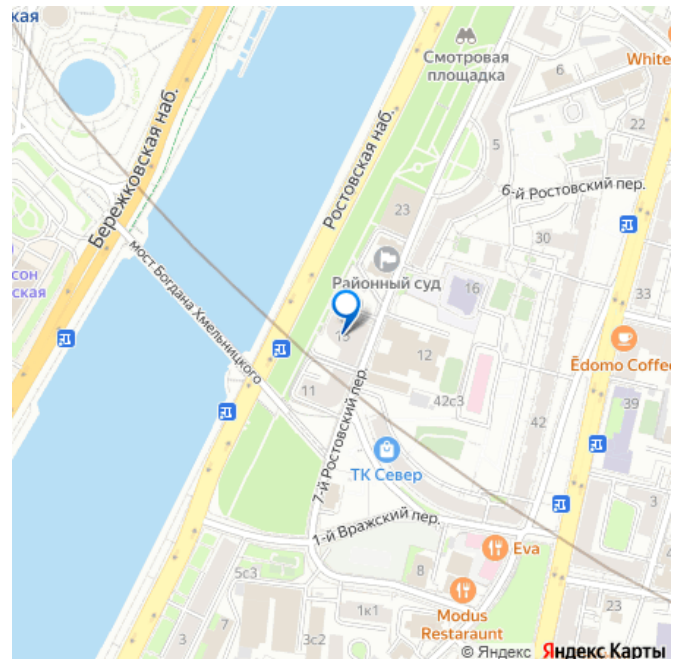 ская
Смотровая
площадка
White
6
22
5
Бережковская наб.
Ростовская наб.
6-й Ростовский пер.
23
30
мост Богдана Хмельницкого
Районный суд
16
33
сон
ская
12
Ēdomo Coffee
11
42с3
39
42
7-й Ростовский пер.
ТК Север
1-й Вражский пер.
3
Eva
5с3
8
1к1
Modus
Restaraunt
23
3
7
3с2
© Яндекс
Яндекс Карты